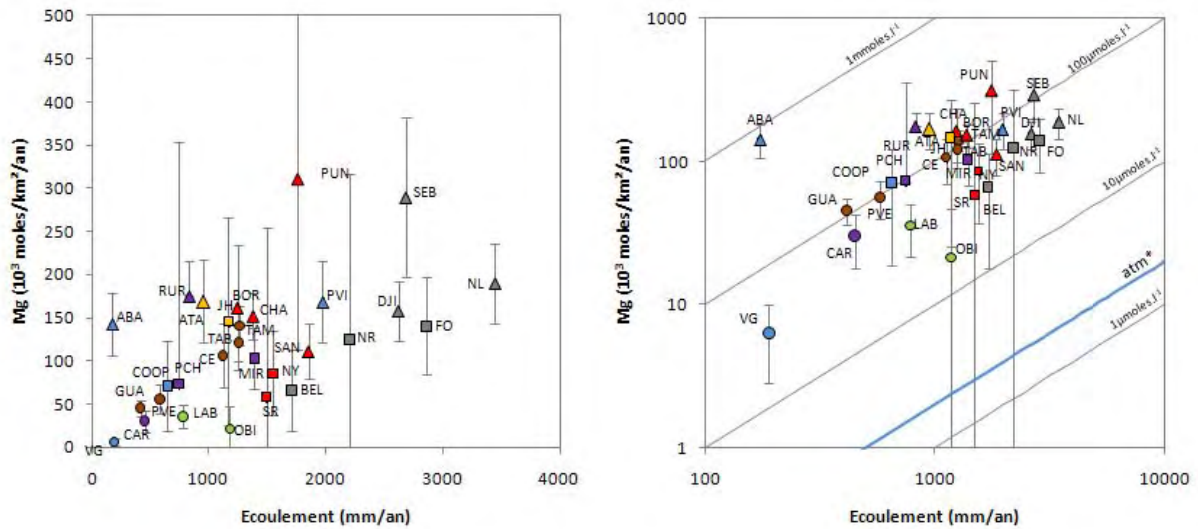 500
450
400
350
300
250
200
150
100
50
0
Mg (10³ moles/km²/an)
PUN
SEB
NL
RUR
BOR
PVI
DJI
JH
CHA
ABA
ATA
TAM
NR
FO
TAB
SAN
CE
COOP
PCH
MIR
NY
GUA
BEL
PVE
LAB
SR
CAR
OBI
VG
0
1000
2000
3000
4000
Ecoulement (mm/an)
1000
100
10
1
Mg (10³ moles/km²/an)
1mmoles.l⁻¹
100µmoles.l⁻¹
PUN
SEB
ABA
CHA
BOR
PVI
DJI
NL
RUR
ATA
TAM
JH
TAB
NR
FO
PCH
CE
SAN
COOP
MIR
NY
10µmoles.l⁻¹
GUA
PVE
SR
BEL
LAB
CAR
OBI
atm*
VG
1µmoles.l⁻¹
100
1000
10000
Ecoulement (mm/an)